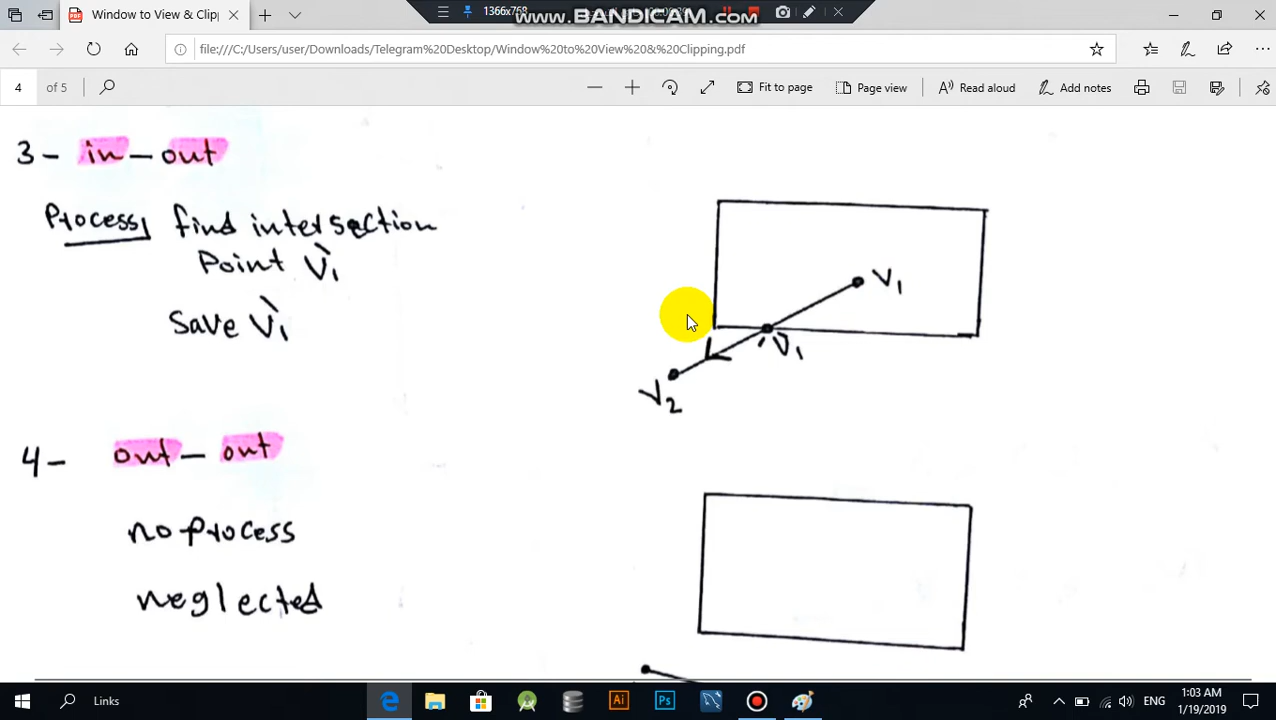 Window to View & Clip
1366x768
www.BANDICAM.com
file:///C:/Users/user/Downloads/Telegram%20Desktop/Window%20to%20View%20&%20Clipping.pdf
4 of 5
Fit to page
Page view
Read aloud
Add notes
3- in-out
Process, find intersection
Point V̀1
Save V̀1
V1
V̀1
V2
4- out-out
no process
neglected
Links
Ai
Ps
ENG
1:03 AM
1/19/2019